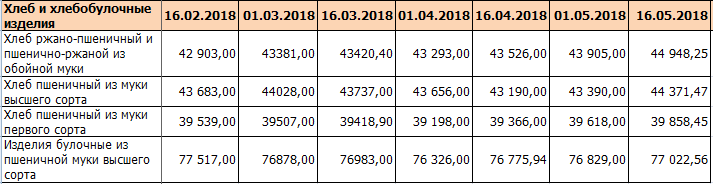 Хлеб и хлебобулочные изделия 16.02.2018 01.03.2018 16.03.2018 01.04.2018 16.04.2018 01.05.2018 16.05.2018
Хлеб ржано-пшеничный и пшенично-ржаной из обойной муки 42 903,00 43381,00 43420,40 43 293,00 43 526,00 43 905,00 44 948,25
Хлеб пшеничный из муки высшего сорта 43 683,00 44028,00 43737,00 43 656,00 43 190,00 43 390,00 44 371,47
Хлеб пшеничный из муки первого сорта 39 539,00 39507,00 39418,90 39 198,00 39 366,00 39 618,00 39 858,45
Изделия булочные из пшеничной муки высшего сорта 77 517,00 76878,00 76983,00 76 326,00 76 775,94 76 829,00 77 022,56